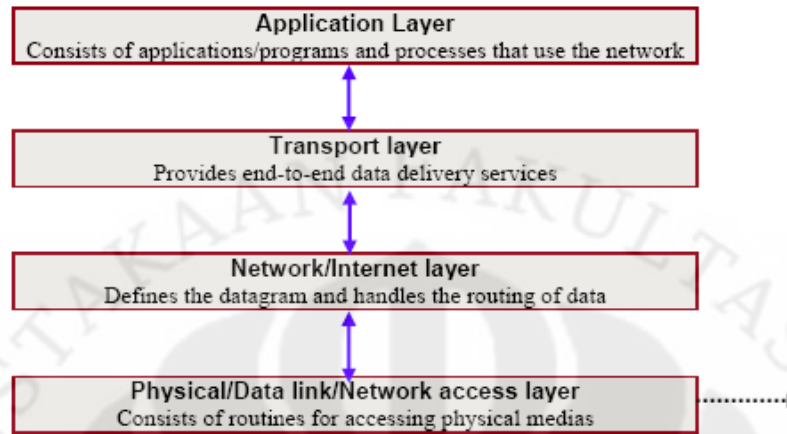 Application Layer
Consists of applications/programs and processes that use the network
Transport layer
Provides end-to-end data delivery services
Network/Internet layer
Defines the datagram and handles the routing of data
Physical/Data link/Network access layer
Consists of routines for accessing physical medias
STAKAAN FAKULTAS